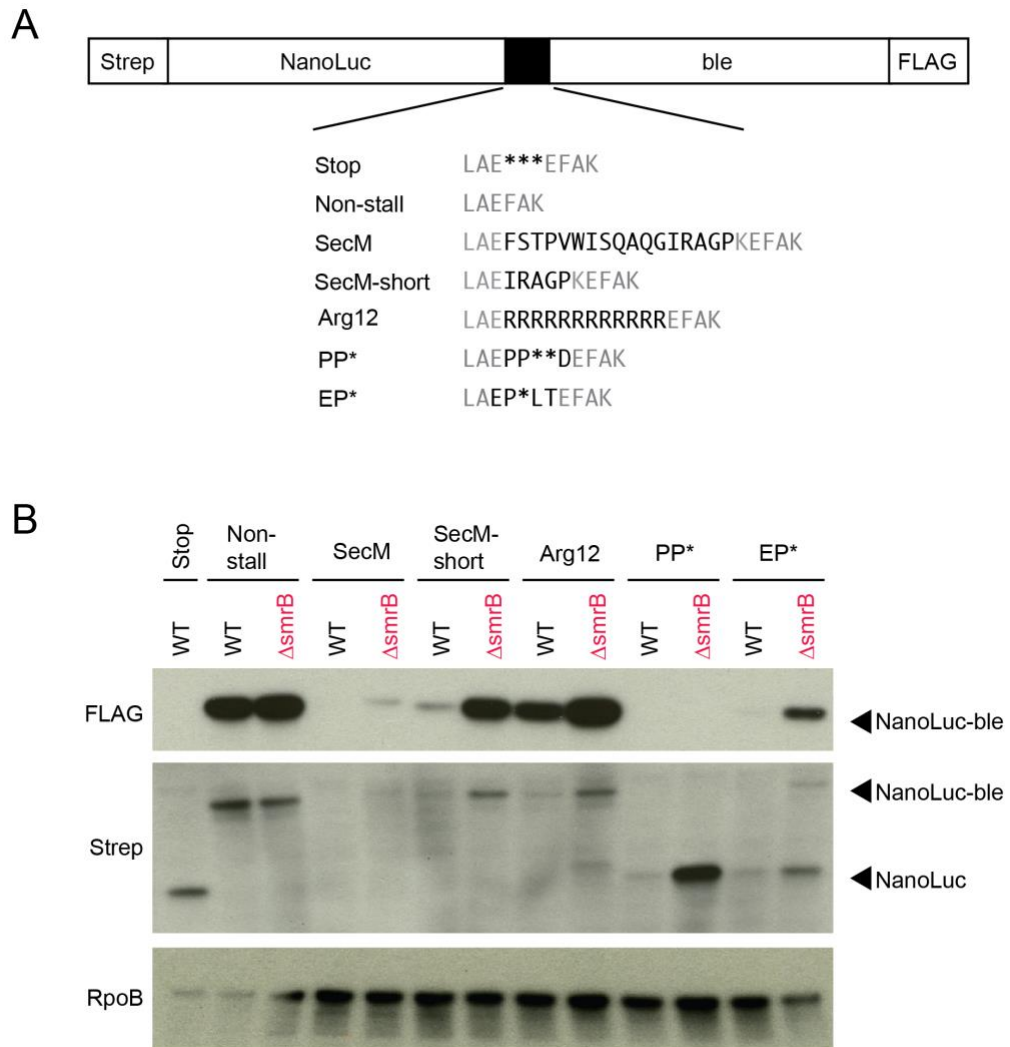 A
Strep NanoLuc ble FLAG
Stop LAE***EFAK
Non-stall LAEFAK
SecM LAEFSTPVWISQAQGIRAGPKEFAK
SecM-short LAEIRAGPKEFAK
Arg12 LAERRRRRRRRRRRREFAK
PP* LAEPP**DEFAK
EP* LAEP*LTEFAK
B
Stop Non-stall SecM SecM-short Arg12 PP* EP*
WT WT ΔsmrB WT ΔsmrB WT ΔsmrB WT ΔsmrB WT ΔsmrB WT ΔsmrB
FLAG NanoLuc-ble
NanoLuc-ble
Strep
NanoLuc
RpoB